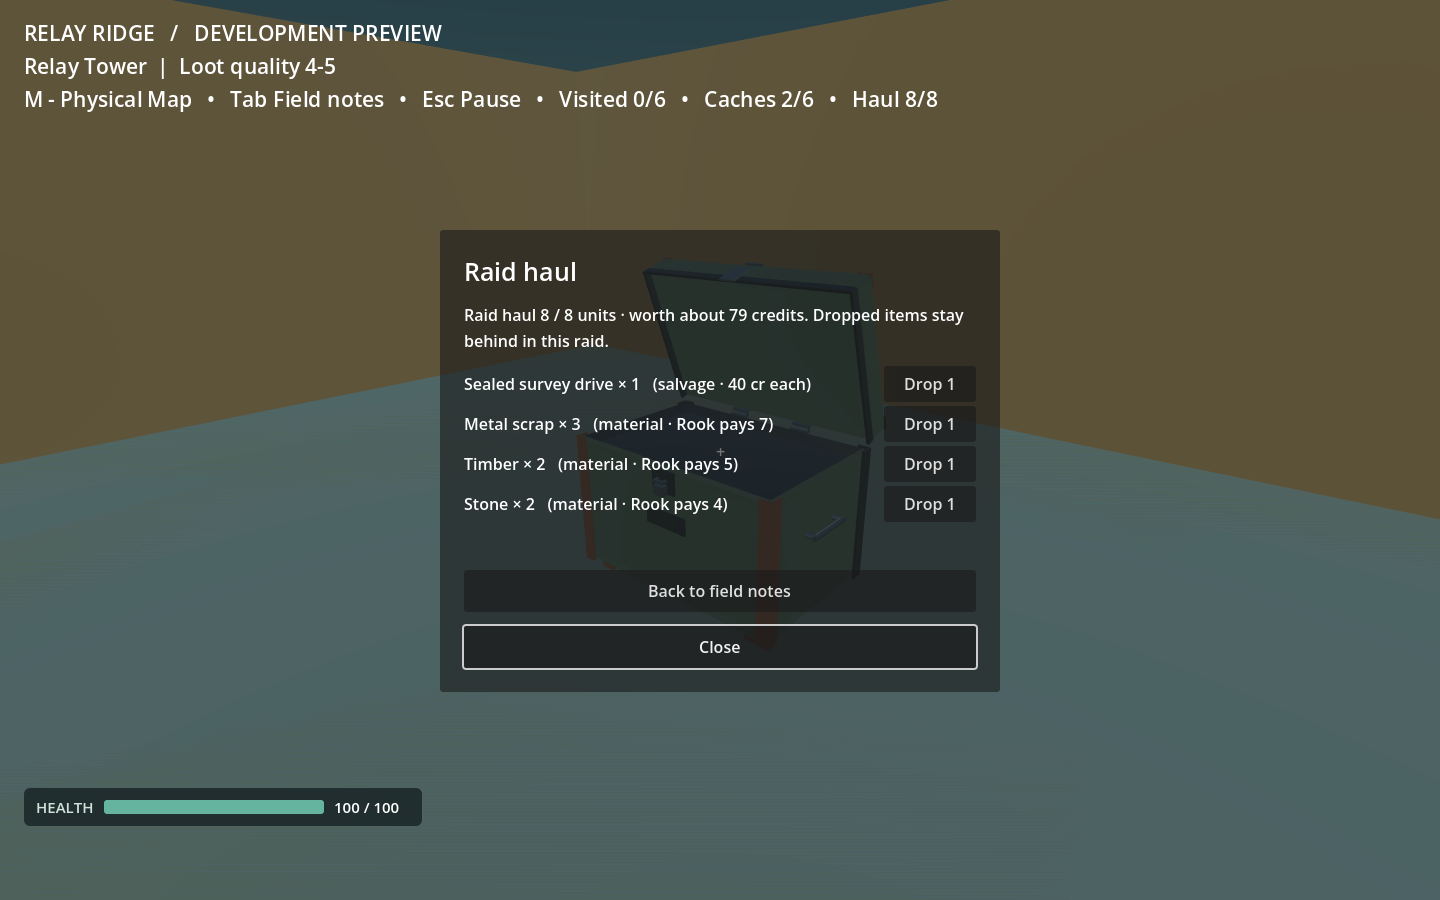 RELAY RIDGE / DEVELOPMENT PREVIEW
Relay Tower | Loot quality 4-5
M - Physical Map • Tab Field notes • Esc Pause • Visited 0/6 • Caches 2/6 • Haul 8/8
Raid haul
Raid haul 8 / 8 units · worth about 79 credits. Dropped items stay
behind in this raid.
Sealed survey drive × 1 (salvage · 40 cr each) Drop 1
Metal scrap × 3 (material · Rook pays 7) Drop 1
Timber × 2 (material · Rook pays 5) Drop 1
Stone × 2 (material · Rook pays 4) Drop 1
Back to field notes
Close
HEALTH 100 / 100